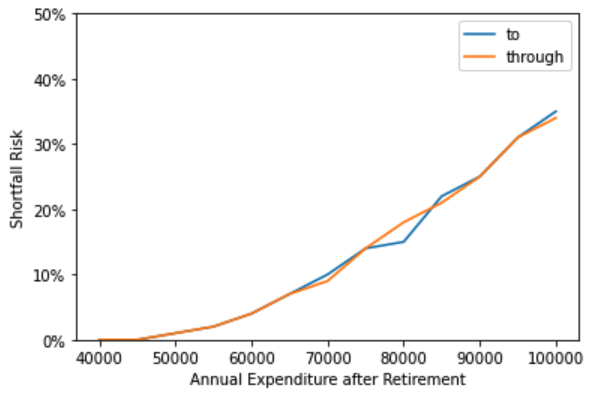 50%
to
through
40%
30%
20%
10%
0%
Shortfall Risk
40000 50000 60000 70000 80000 90000 100000
Annual Expenditure after Retirement